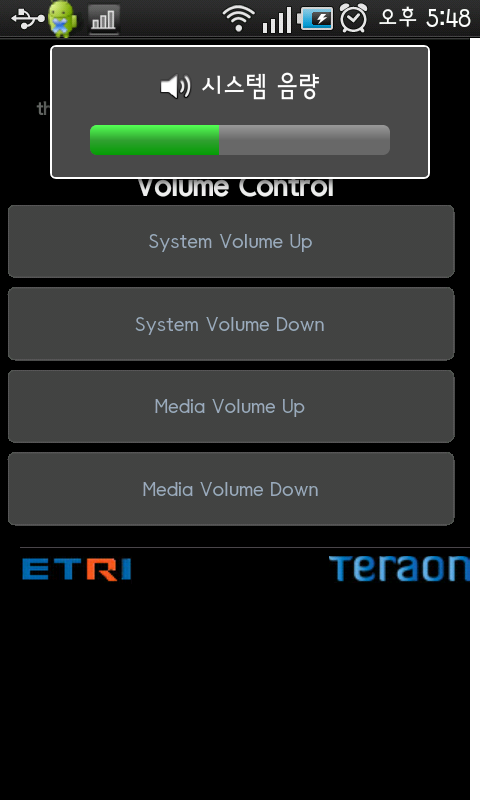 오후 5:48
시스템 음량
th
Volume Control
System Volume Up
System Volume Down
Media Volume Up
Media Volume Down
ETRI Teraon